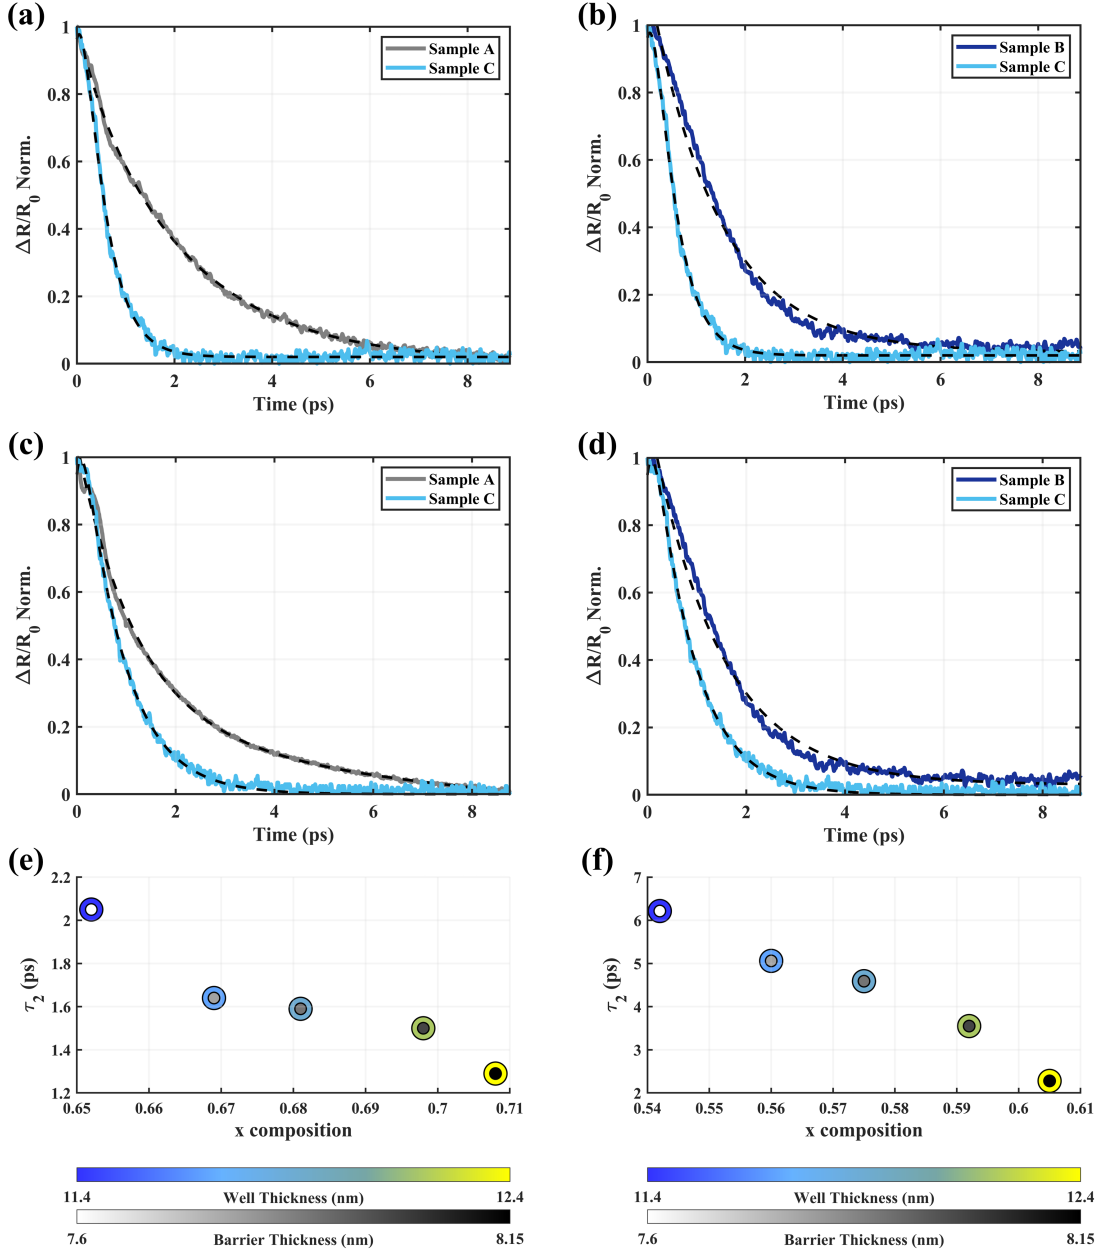 (a)
1
0.8
0.6
0.4
0.2
0
ΔR/R0 Norm.
Sample A
Sample C
0 2 4 6 8
Time (ps)
(b)
1
0.8
0.6
0.4
0.2
0
ΔR/R0 Norm.
Sample B
Sample C
0 2 4 6 8
Time (ps)
(c)
1
0.8
0.6
0.4
0.2
0
ΔR/R0 Norm.
Sample A
Sample C
0 2 4 6 8
Time (ps)
(d)
1
0.8
0.6
0.4
0.2
0
ΔR/R0 Norm.
Sample B
Sample C
0 2 4 6 8
Time (ps)
(e)
2.2
2
1.8
1.6
1.4
1.2
τ2 (ps)
0.65 0.66 0.67 0.68 0.69 0.7 0.71
x composition
11.4 Well Thickness (nm) 12.4
7.6 Barrier Thickness (nm) 8.15
(f)
7
6
5
4
3
2
τ2 (ps)
0.54 0.55 0.56 0.57 0.58 0.59 0.6 0.61
x composition
11.4 Well Thickness (nm) 12.4
7.6 Barrier Thickness (nm) 8.15